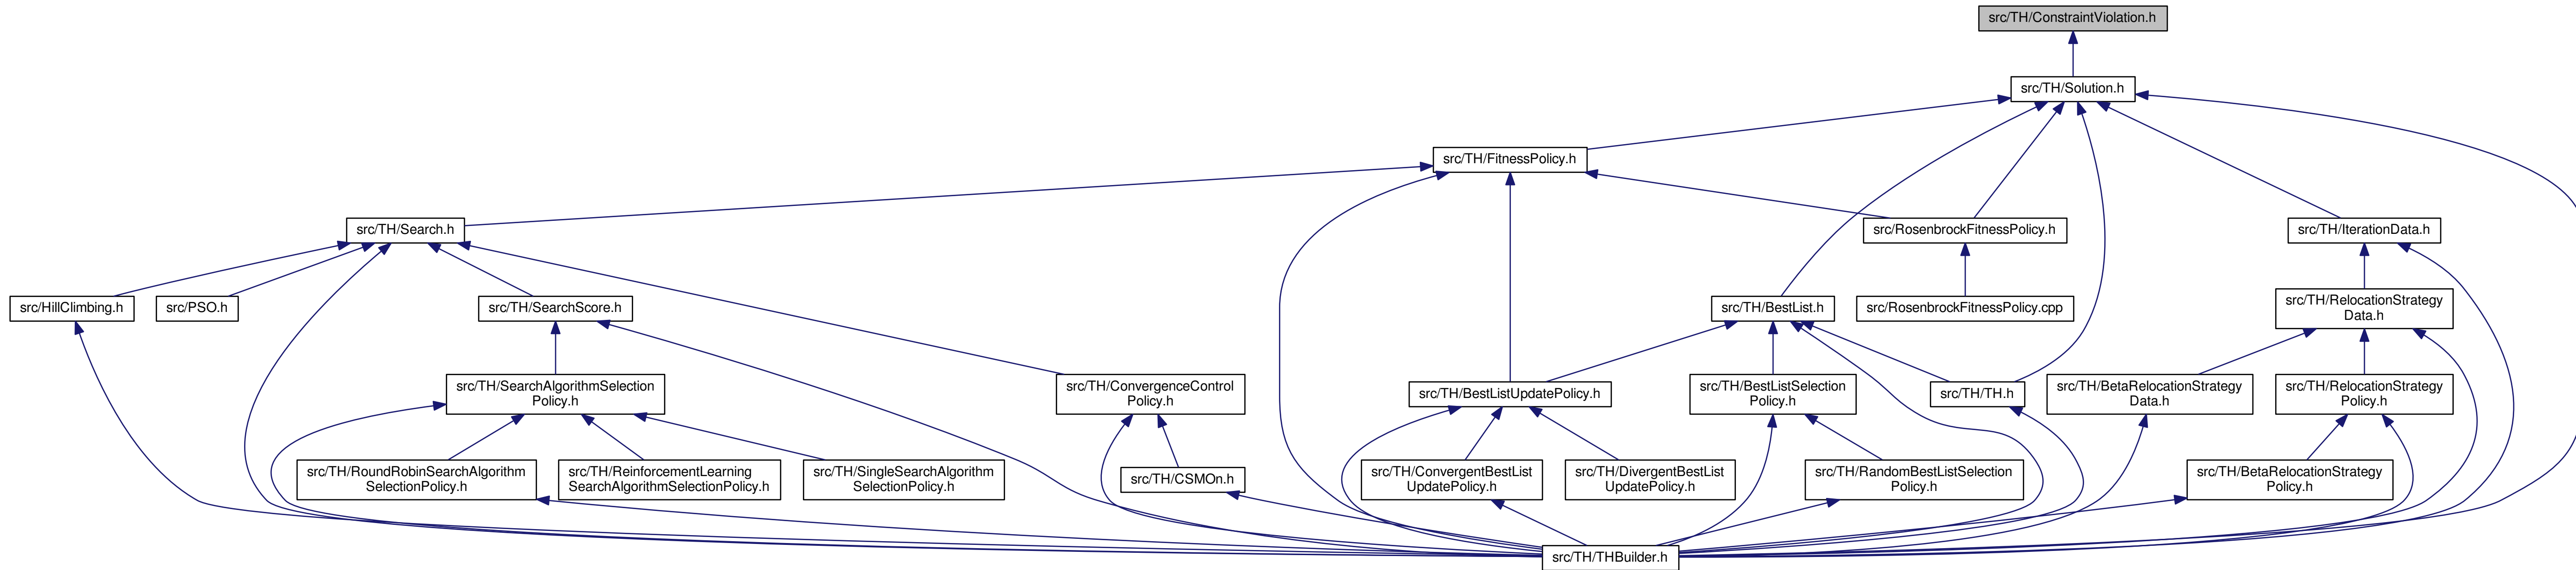 src/TH/ConstraintViolation.h
src/TH/Solution.h
src/TH/FitnessPolicy.h
src/TH/Search.h
src/RosenbrockFitnessPolicy.h
src/TH/IterationData.h
src/HillClimbing.h
src/PSO.h
src/TH/SearchScore.h
src/TH/BestList.h
src/RosenbrockFitnessPolicy.cpp
src/TH/RelocationStrategy
Data.h
src/TH/SearchAlgorithmSelection
Policy.h
src/TH/ConvergenceControl
Policy.h
src/TH/BestListUpdatePolicy.h
src/TH/BestListSelection
Policy.h
src/TH/TH.h
src/TH/BetaRelocationStrategy
Data.h
src/TH/RelocationStrategy
Policy.h
src/TH/RoundRobinSearchAlgorithm
SelectionPolicy.h
src/TH/ReinforcementLearning
SearchAlgorithmSelectionPolicy.h
src/TH/SingleSearchAlgorithm
SelectionPolicy.h
src/TH/CSMOn.h
src/TH/ConvergentBestList
UpdatePolicy.h
src/TH/DivergentBestList
UpdatePolicy.h
src/TH/RandomBestListSelection
Policy.h
src/TH/BetaRelocationStrategy
Policy.h
src/TH/THBuilder.h